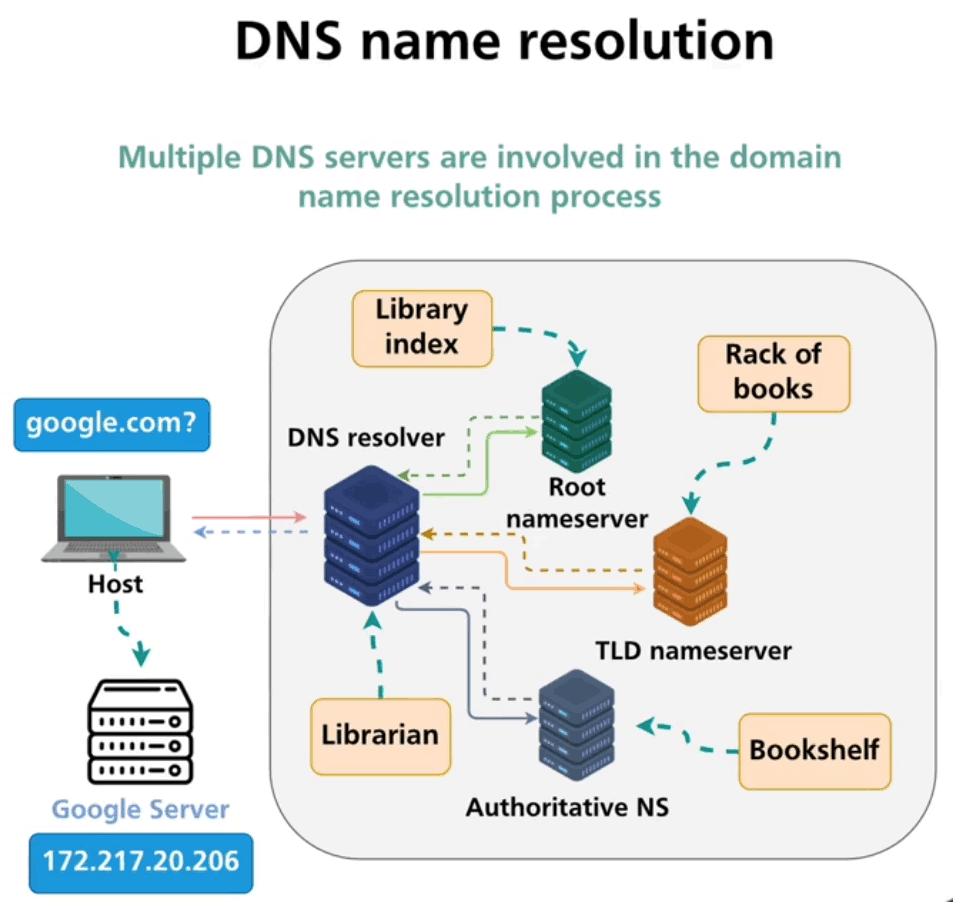 DNS name resolution
Multiple DNS servers are involved in the domain
name resolution process
Library
index
Rack of
books
google.com?
DNS resolver
Root
nameserver
Host
TLD nameserver
Librarian
Bookshelf
Google Server
Authoritative NS
172.217.20.206